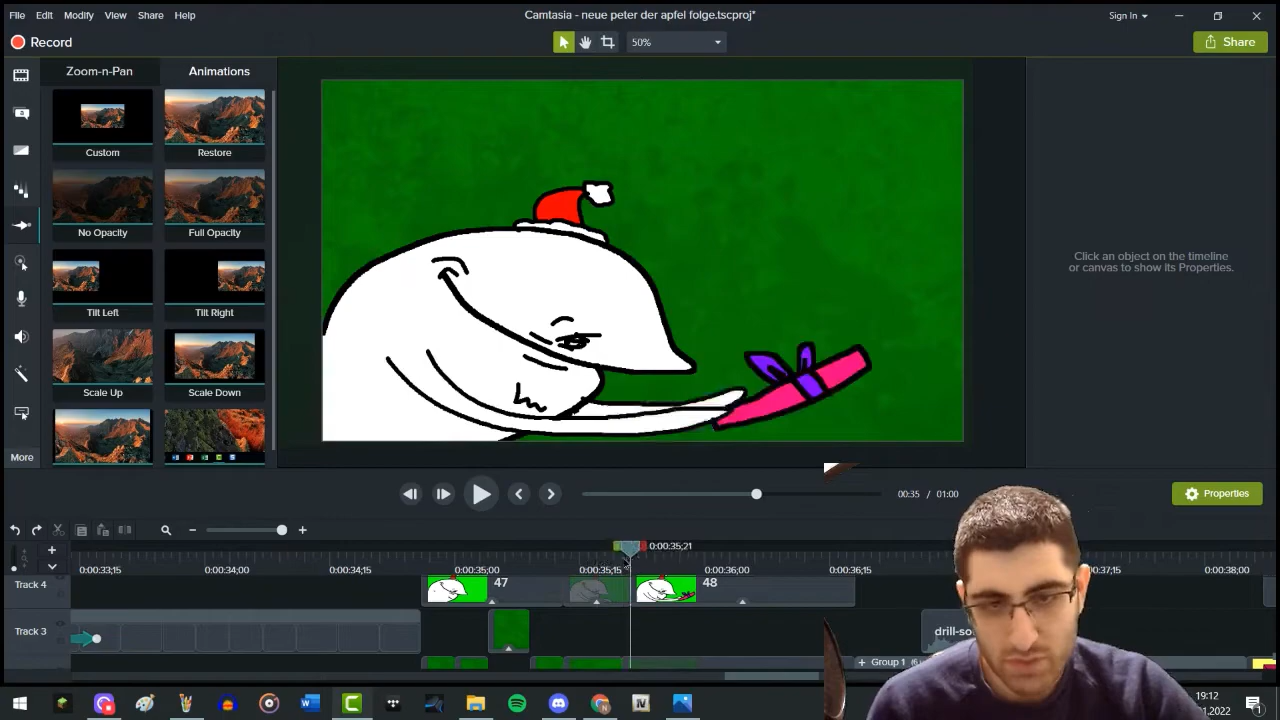 File Edit Modify View Share Help
Camtasia - neue peter der apfel folge.tscproj*
Sign In
Record
50%
Share
Zoom-n-Pan
Animations
Custom
Restore
No Opacity
Full Opacity
Tilt Left
Tilt Right
Scale Up
Scale Down
More
Click an object on the timeline
or canvas to show its Properties.
00:35 / 01:00
Properties
0:00:35;21
0:00:33;15
0:00:34;00
0:00:34;15
0:00:35;00
0:00:35;15
0:00:36;00
0:00:36;15
0:00:37;15
0:00:38;00
Track 4
47
48
Track 3
drill-so
+ Group 1
19:12
.1.2022